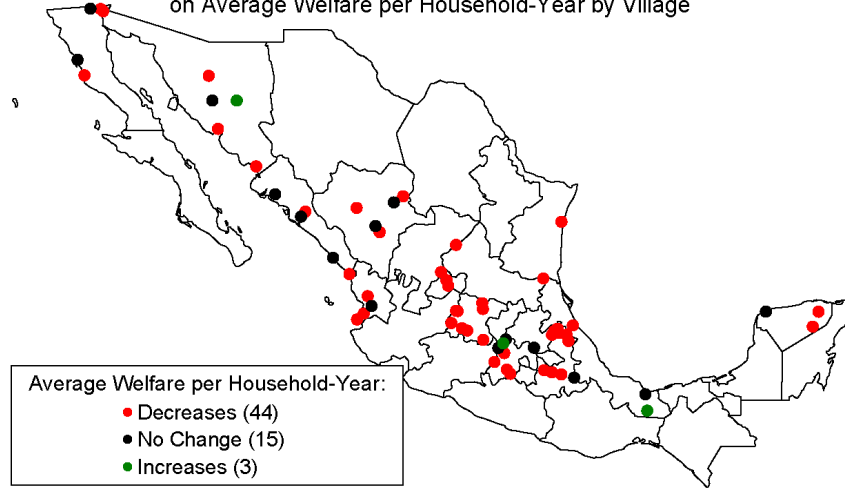 on Average Welfare per Household-Year by Village
Average Welfare per Household-Year:
Decreases (44)
No Change (15)
Increases (3)